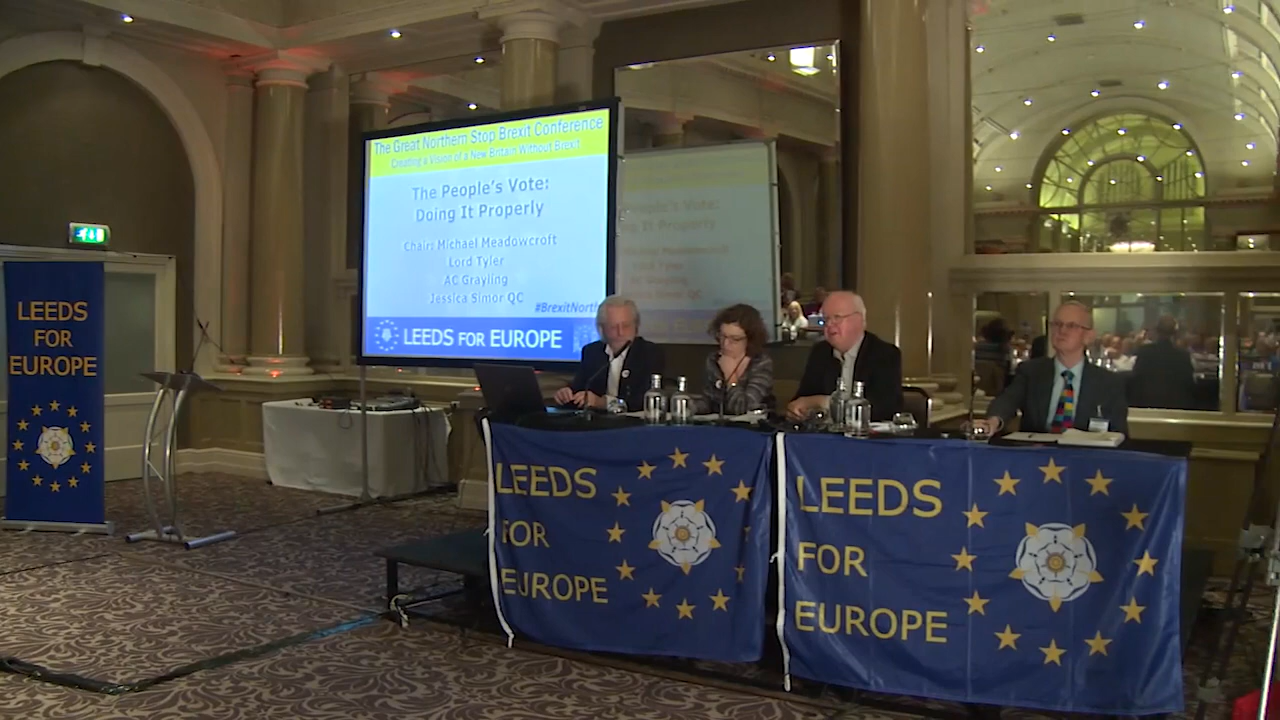 The Great Northern Stop Brexit Conference
Creating a Vision of a New Britain Without Brexit
The People's Vote:
Doing It Properly
Chair: Michael Meadowcroft
Lord Tyler
AC Grayling
Jessica Simor QC
#BrexitNorth
LEEDS FOR EUROPE
LEEDS
FOR
EUROPE
LEEDS
FOR
EUROPE
LEEDS
FOR
EUROPE